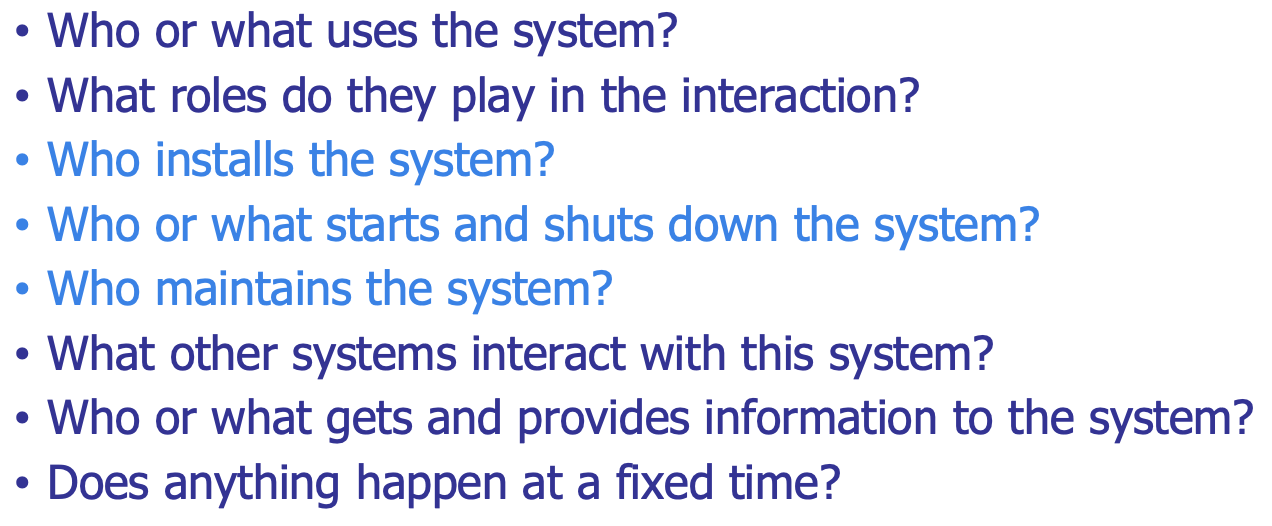 • Who or what uses the system?
• What roles do they play in the interaction?
• Who installs the system?
• Who or what starts and shuts down the system?
• Who maintains the system?
• What other systems interact with this system?
• Who or what gets and provides information to the system?
• Does anything happen at a fixed time?